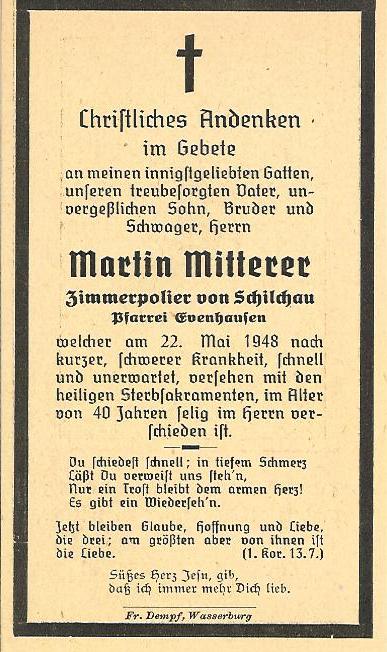 Christliches Andenken
im Gebete
an meinen innigstgeliebten Gatten,
unseren treubesorgten Vater, un-
vergeßlichen Sohn, Bruder und
Schwager, Herrn
Martin Mitterer
Zimmerpolier von Schilchau
Pfarrei Evenhausen
welcher am 22. Mai 1948 nach
kurzer, schwerer Krankheit, schnell
und unerwartet, versehen mit den
heiligen Sterbsakramenten, im Alter
von 40 Jahren selig im Herrn ver-
schieden ist.
Du schiedest schnell; in tiefem Schmerz
Läßt Du verweist uns steh'n,
Nur ein Trost bleibt dem armen Herz!
Es gibt ein Wiederseh'n.
Jetzt bleiben Glaube, Hoffnung und Liebe,
die drei; am größten aber von ihnen ist
die Liebe. (1. Kor. 13.7.)
Süßes Herz Jesu, gib,
daß ich immer mehr Dich lieb.
Fr. Dempf, Wasserburg